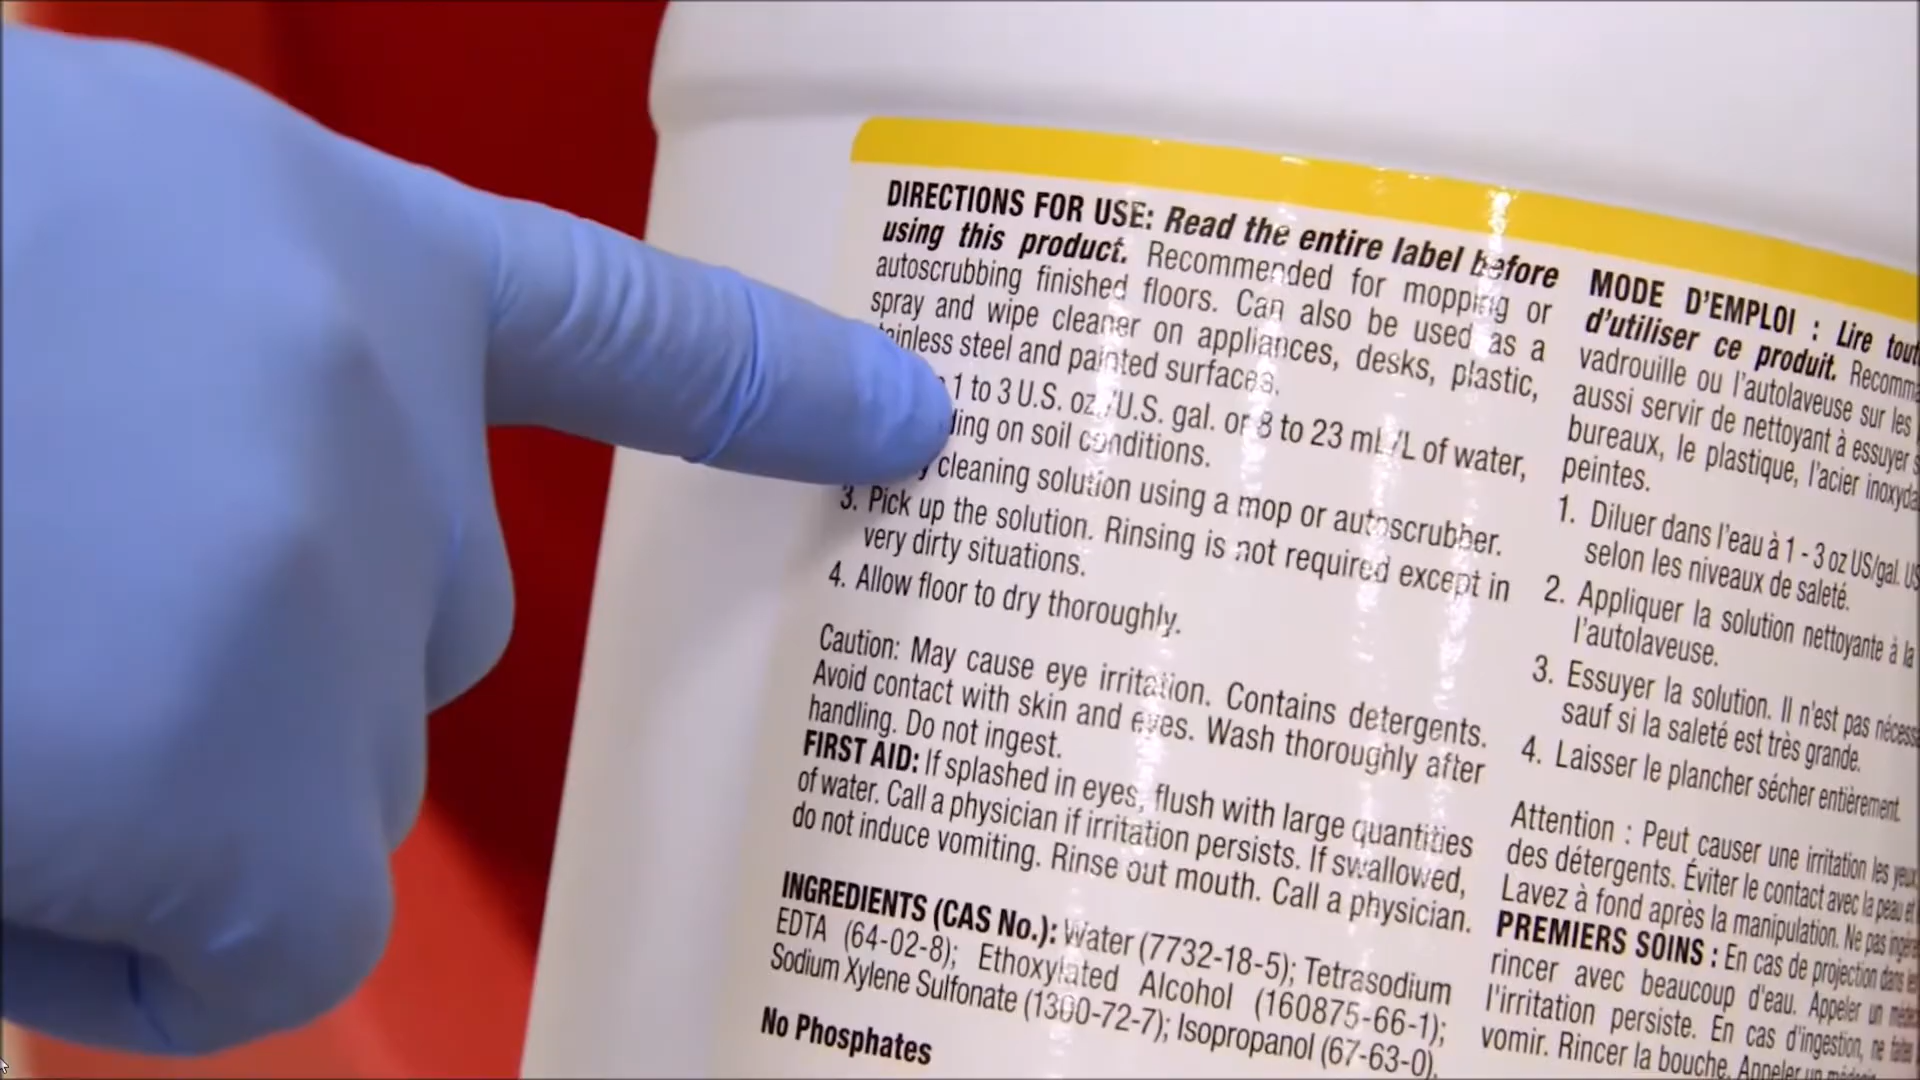 DIRECTIONS FOR USE: Read the entire label before
using this product. Recommended for mopping or
autoscrubbing finished floors. Can also be used as a
spray and wipe cleaner on appliances, desks, plastic,
steel and painted surfaces.
1 to 3 U.S. oz./U.S. gal. or 8 to 23 mL/L of water,
on soil conditions.
cleaning solution using a mop or autoscrubber.
3. Pick up the solution. Rinsing is not required except in
very dirty situations.
4. Allow floor to dry thoroughly.
Caution: May cause eye irritation. Contains detergents.
Avoid contact with skin and eyes. Wash thoroughly after
handling. Do not ingest.
FIRST AID: If splashed in eyes, flush with large quantities
of water. Call a physician if irritation persists. If swallowed,
do not induce vomiting. Rinse out mouth. Call a physician.
INGREDIENTS (CAS No.): Water (7732-18-5); Tetrasodium
EDTA (64-02-8); Ethoxylated Alcohol (160875-66-1);
Sodium Xylene Sulfonate (1300-72-7); Isopropanol (67-63-0).
No Phosphates
MODE D'EMPLOI : Lire tout
d'utiliser ce produit.
vadrouille ou l'autolaveuse sur les
aussi servir de nettoyant à essuyer
bureaux, le plastique, l'acier
peintes.
1. Diluer dans l'eau à 1 - 3 oz US/gal.
selon les niveaux de saleté.
2. Appliquer la solution nettoyante à la
l'autolaveuse.
3. Essuyer la solution. Il n'est pas
sauf si la saleté est très grande.
4. Laisser le plancher sécher entièrement.
Attention : Peut causer une irritation
des détergents. Éviter le contact avec la peau
Lavez à fond après la manipulation. Ne pas
PREMIERS SOINS : En cas de projection dans
rincer avec beaucoup d'eau. Appeler un
l'irritation persiste. En cas d'ingestion, ne
vomir. Rincer la bouche. Appeler un